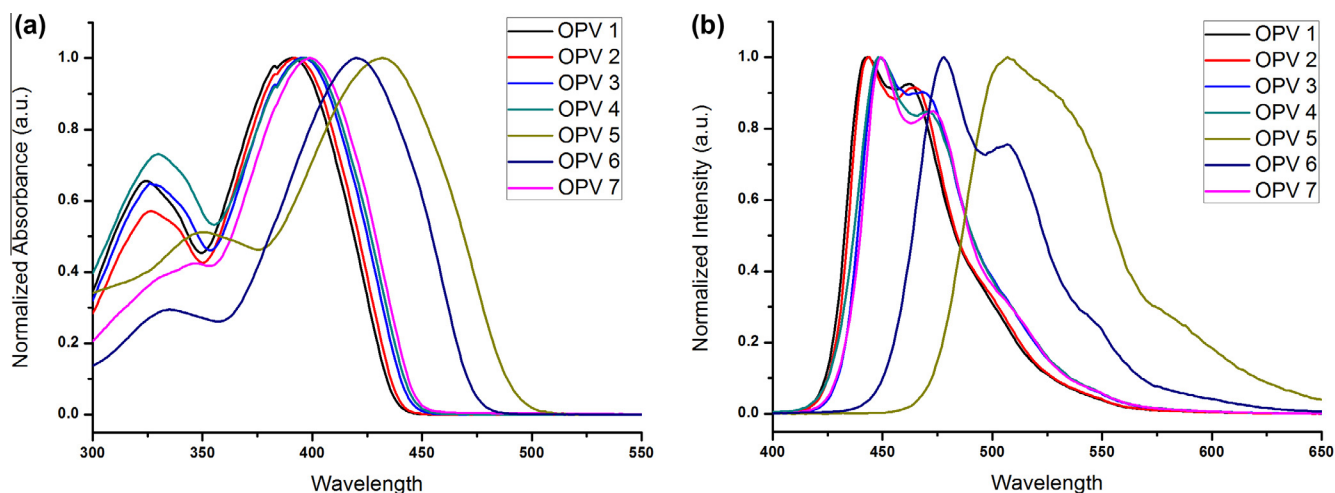 (a)
OPV 1
OPV 2
OPV 3
OPV 4
OPV 5
OPV 6
OPV 7
Normalized Absorbance (a.u.)
1.0
0.8
0.6
0.4
0.2
0.0
300 350 400 450 500 550
Wavelength
(b)
OPV 1
OPV 2
OPV 3
OPV 4
OPV 5
OPV 6
OPV 7
Normalized Intensity (a.u.)
1.0
0.8
0.6
0.4
0.2
0.0
400 450 500 550 600 650
Wavelength